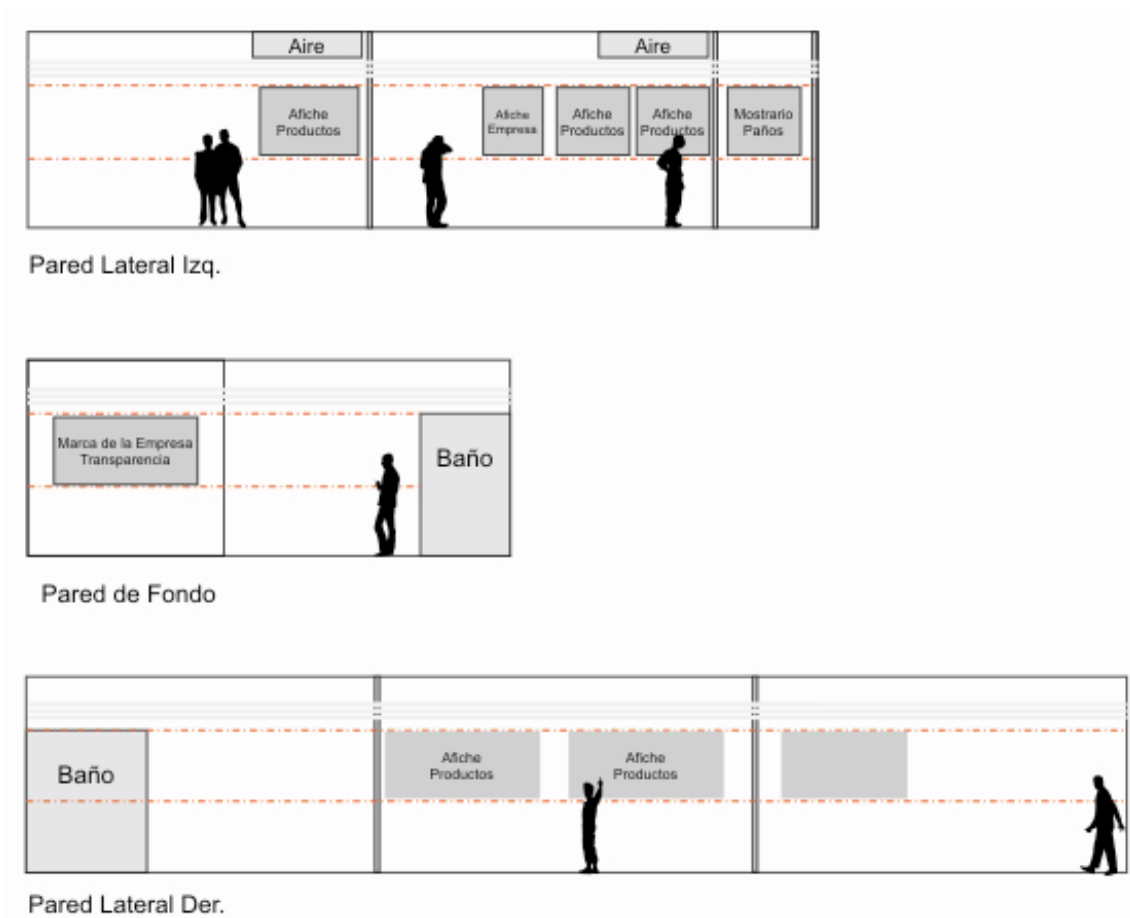 Aire
Aire
Afiche
Productos
Afiche
Empresa
Afiche
Productos
Afiche
Productos
Mostrario
Paños
Pared Lateral Izq.
Marca de la Empresa
Transparencia
Baño
Pared de Fondo
Baño
Afiche
Productos
Afiche
Productos
Pared Lateral Der.